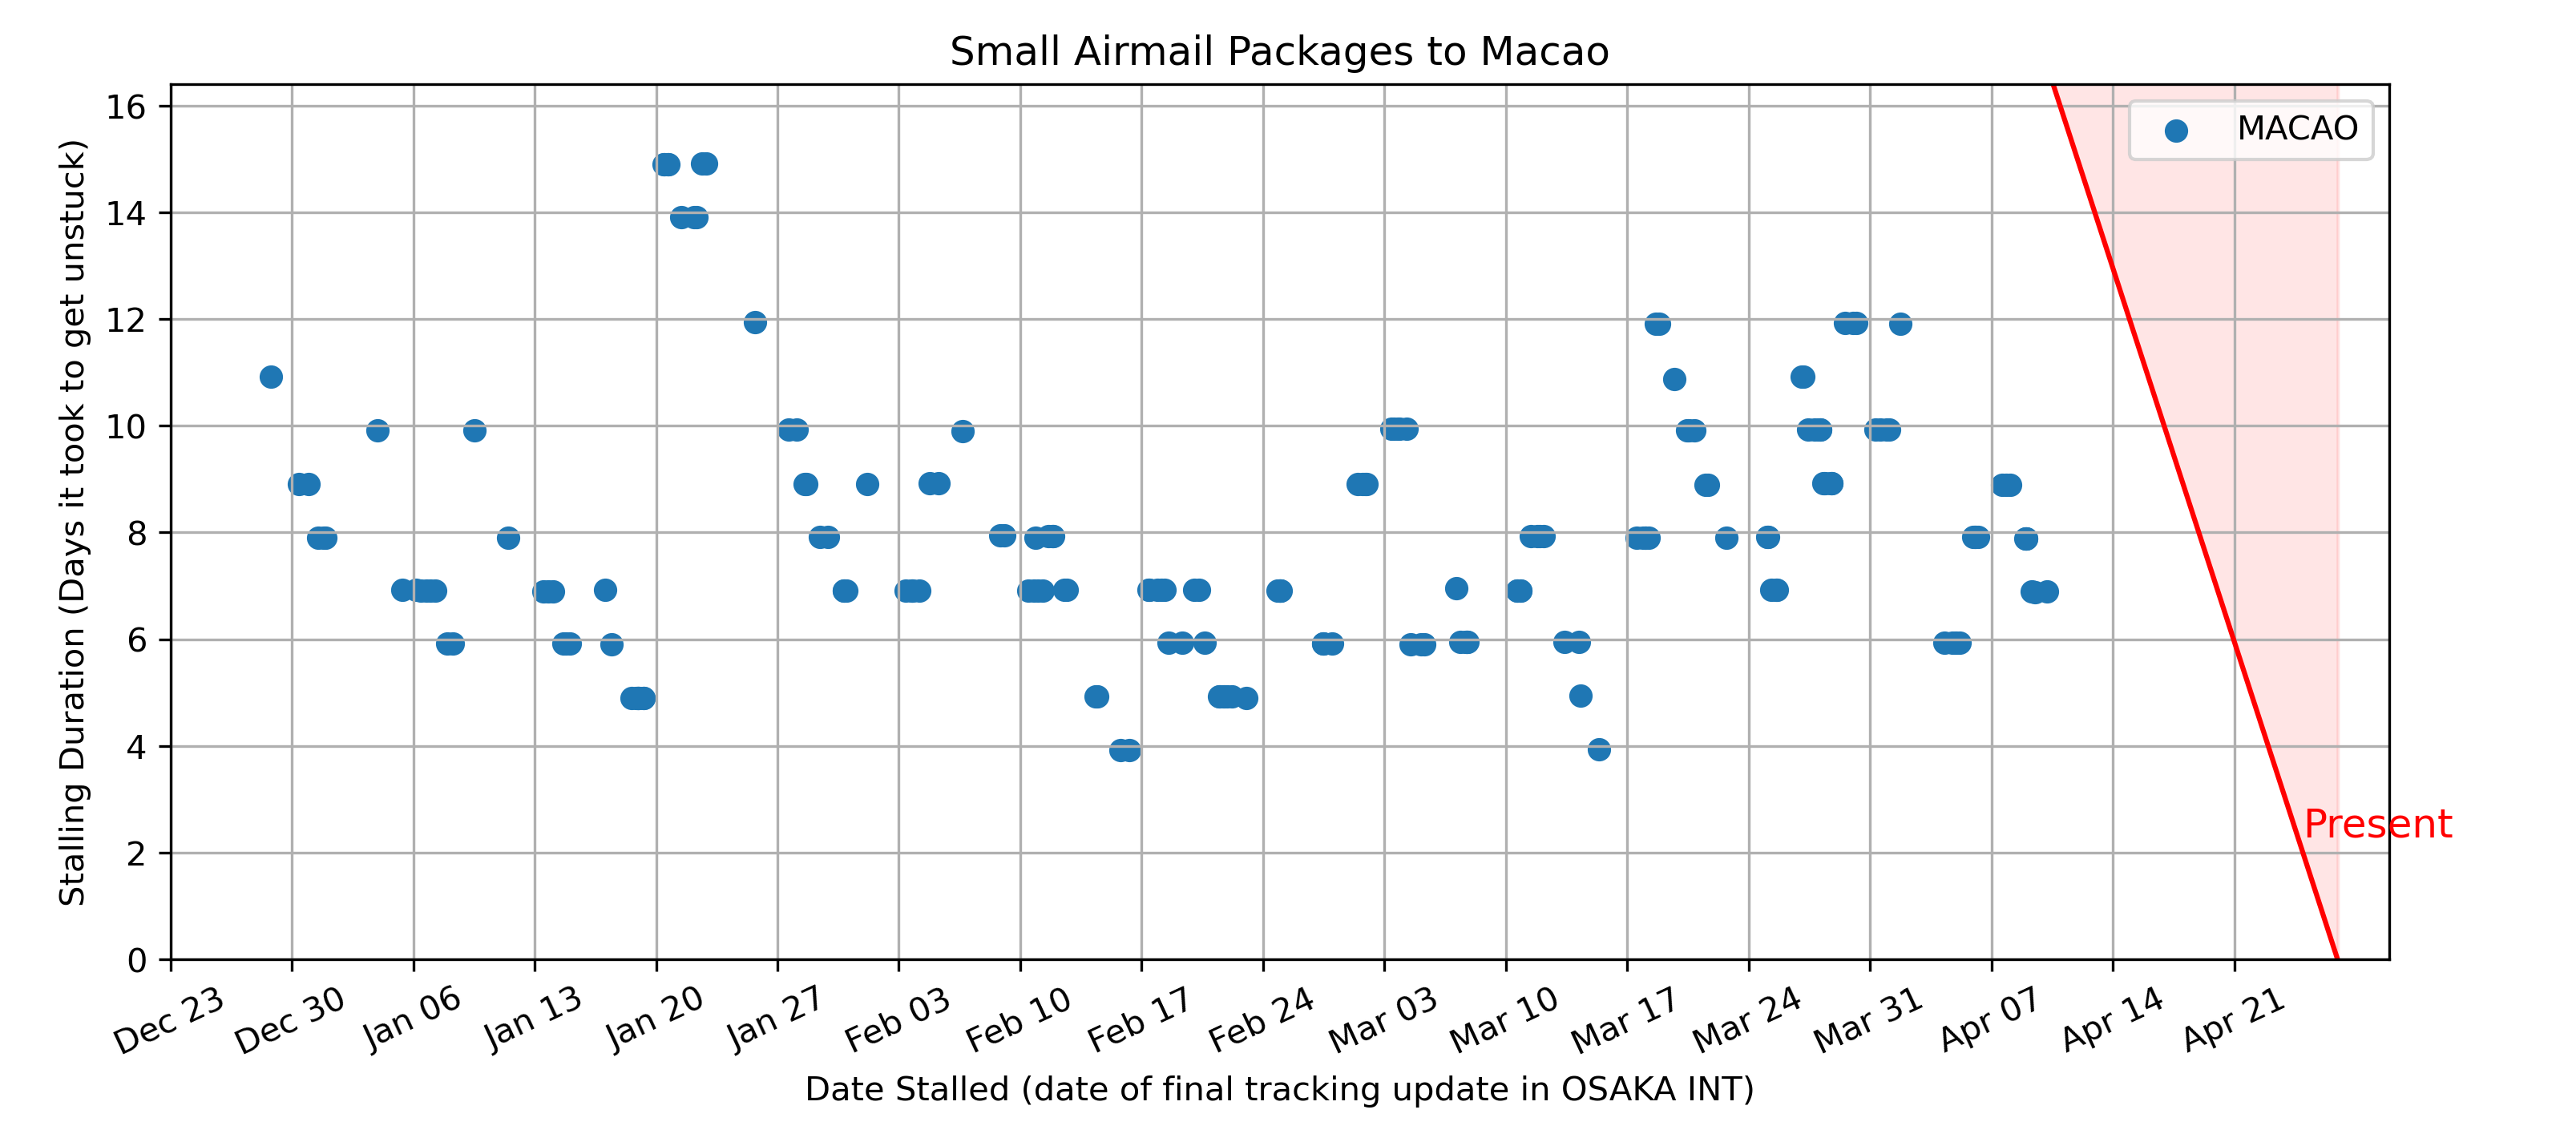 Small Airmail Packages to Macao
Stalling Duration (Days it took to get unstuck)
16
14
12
10
8
6
4
2
0
MACAO
Present
Dec 23
Dec 30
Jan 06
Jan 13
Jan 20
Jan 27
Feb 03
Feb 10
Feb 17
Feb 24
Mar 03
Mar 10
Mar 17
Mar 24
Mar 31
Apr 07
Apr 14
Apr 21
Date Stalled (date of final tracking update in OSAKA INT)